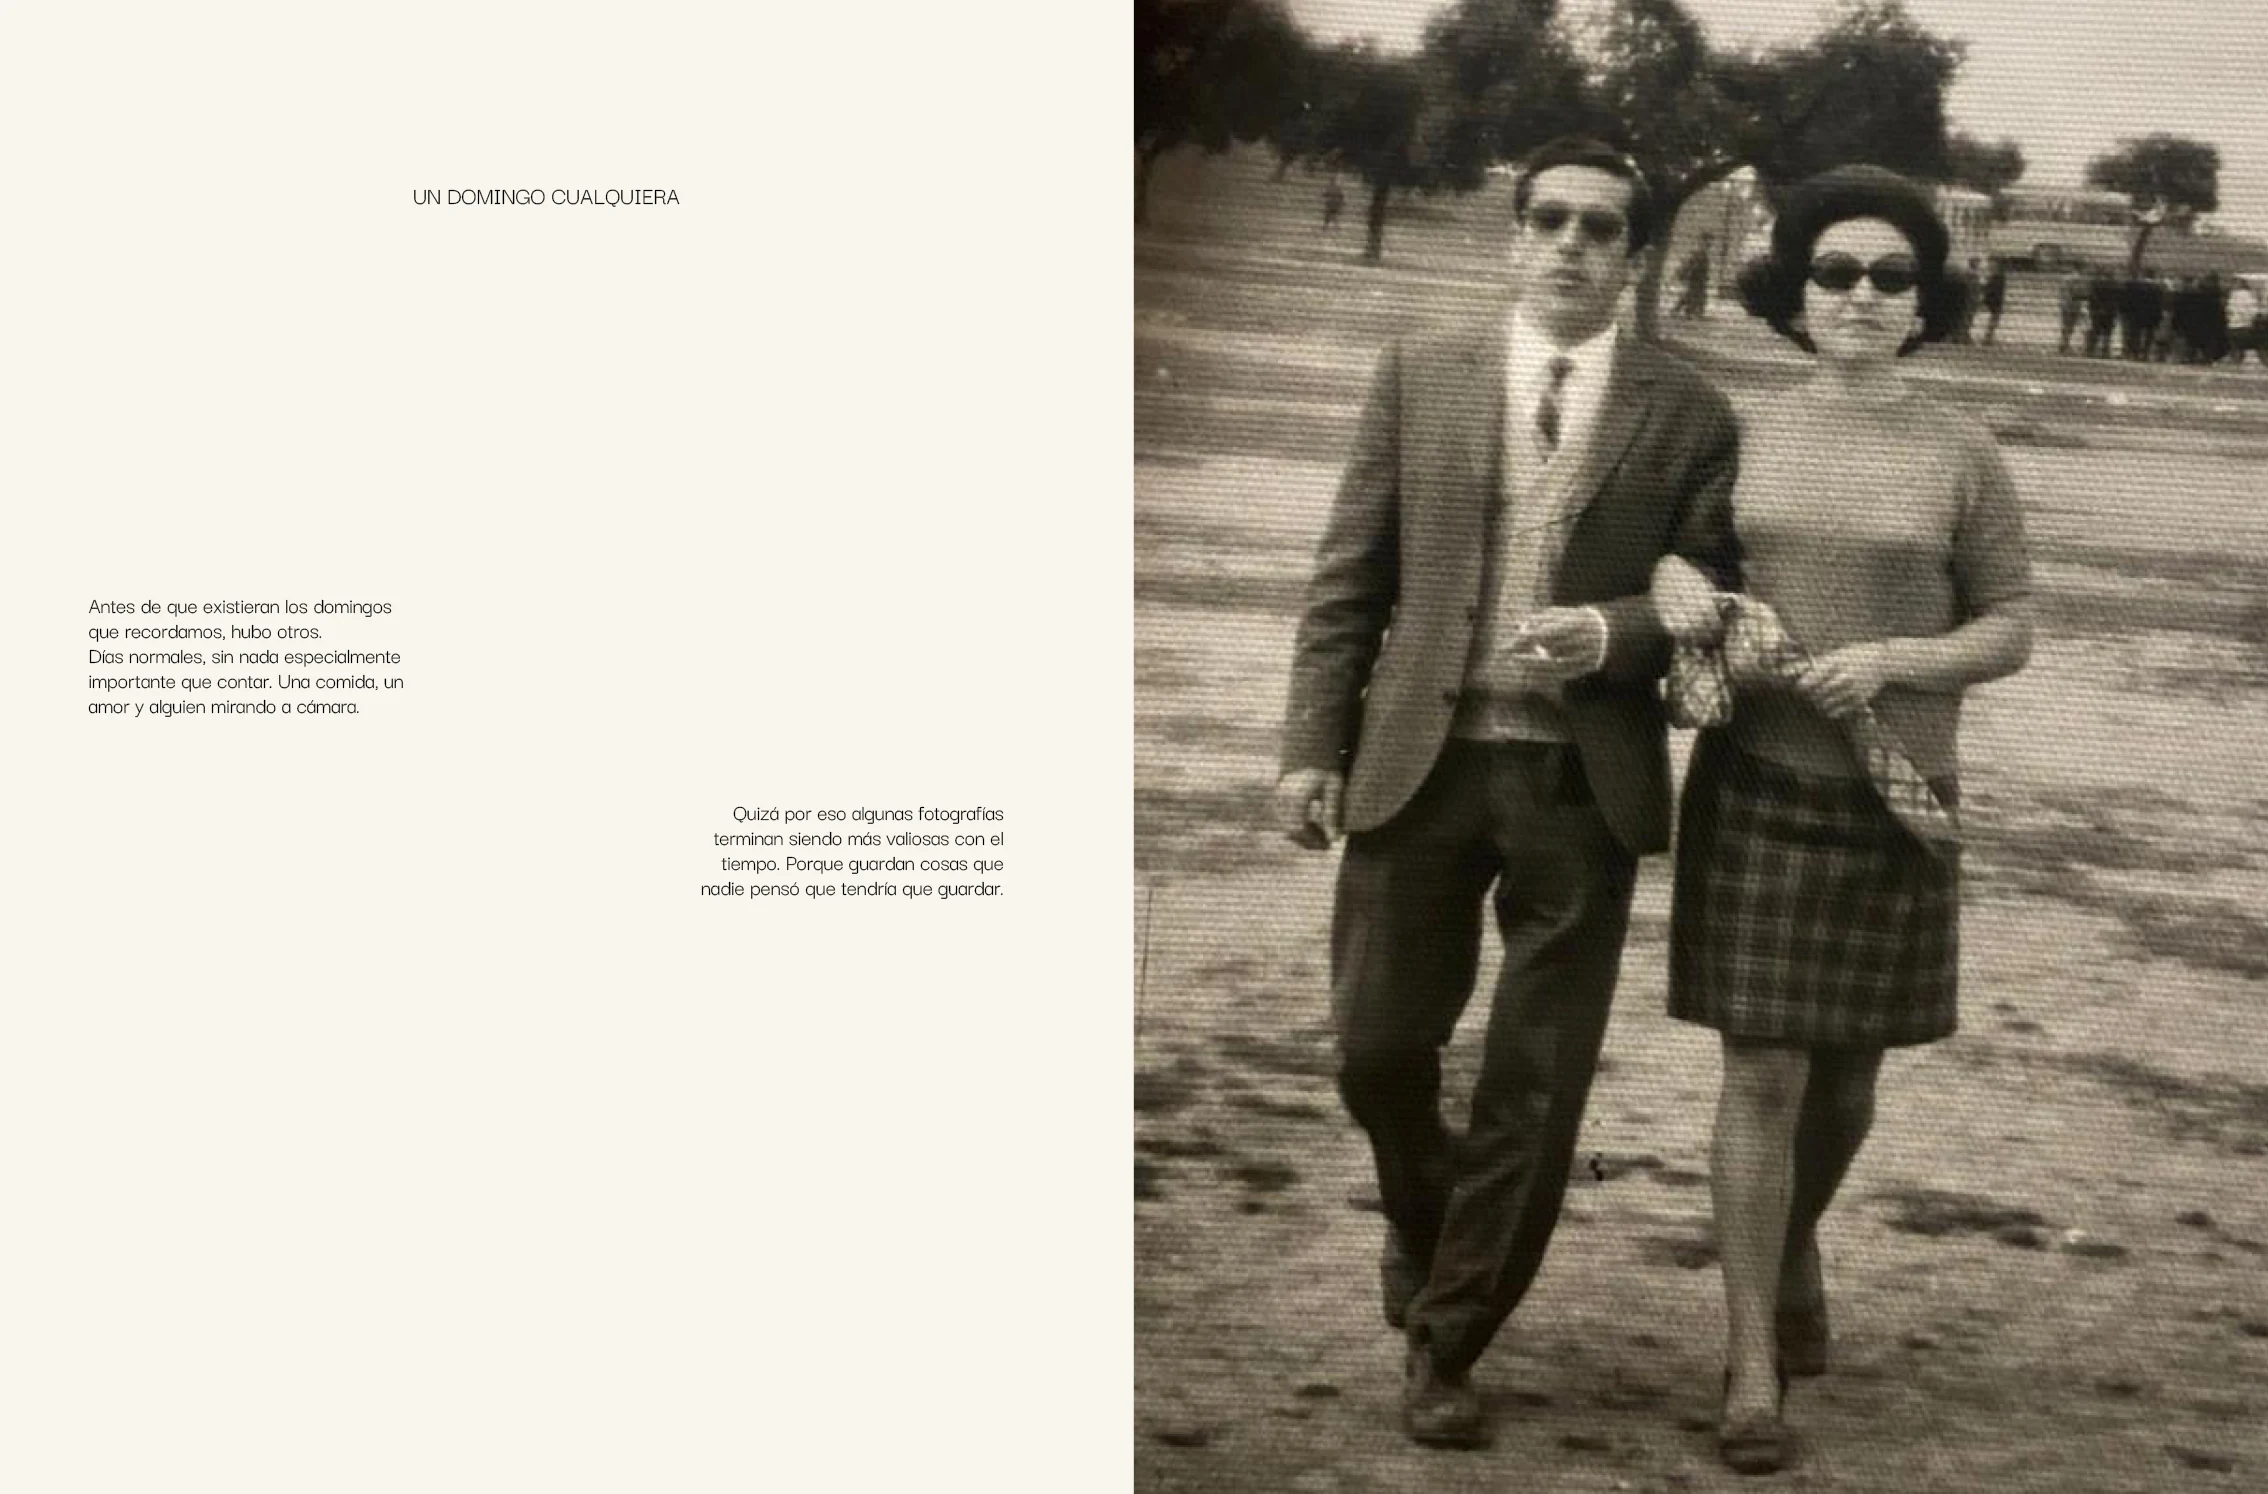 UN DOMINGO CUALQUIERA
Antes de que existieran los domingos
que recordamos, hubo otros.
Días normales, sin nada especialmente
importante que contar. Una comida, un
amor y alguien mirando a cámara.
Quizá por eso algunas fotografías
terminan siendo más valiosas con el
tiempo. Porque guardan cosas que
nadie pensó que tendría que guardar.